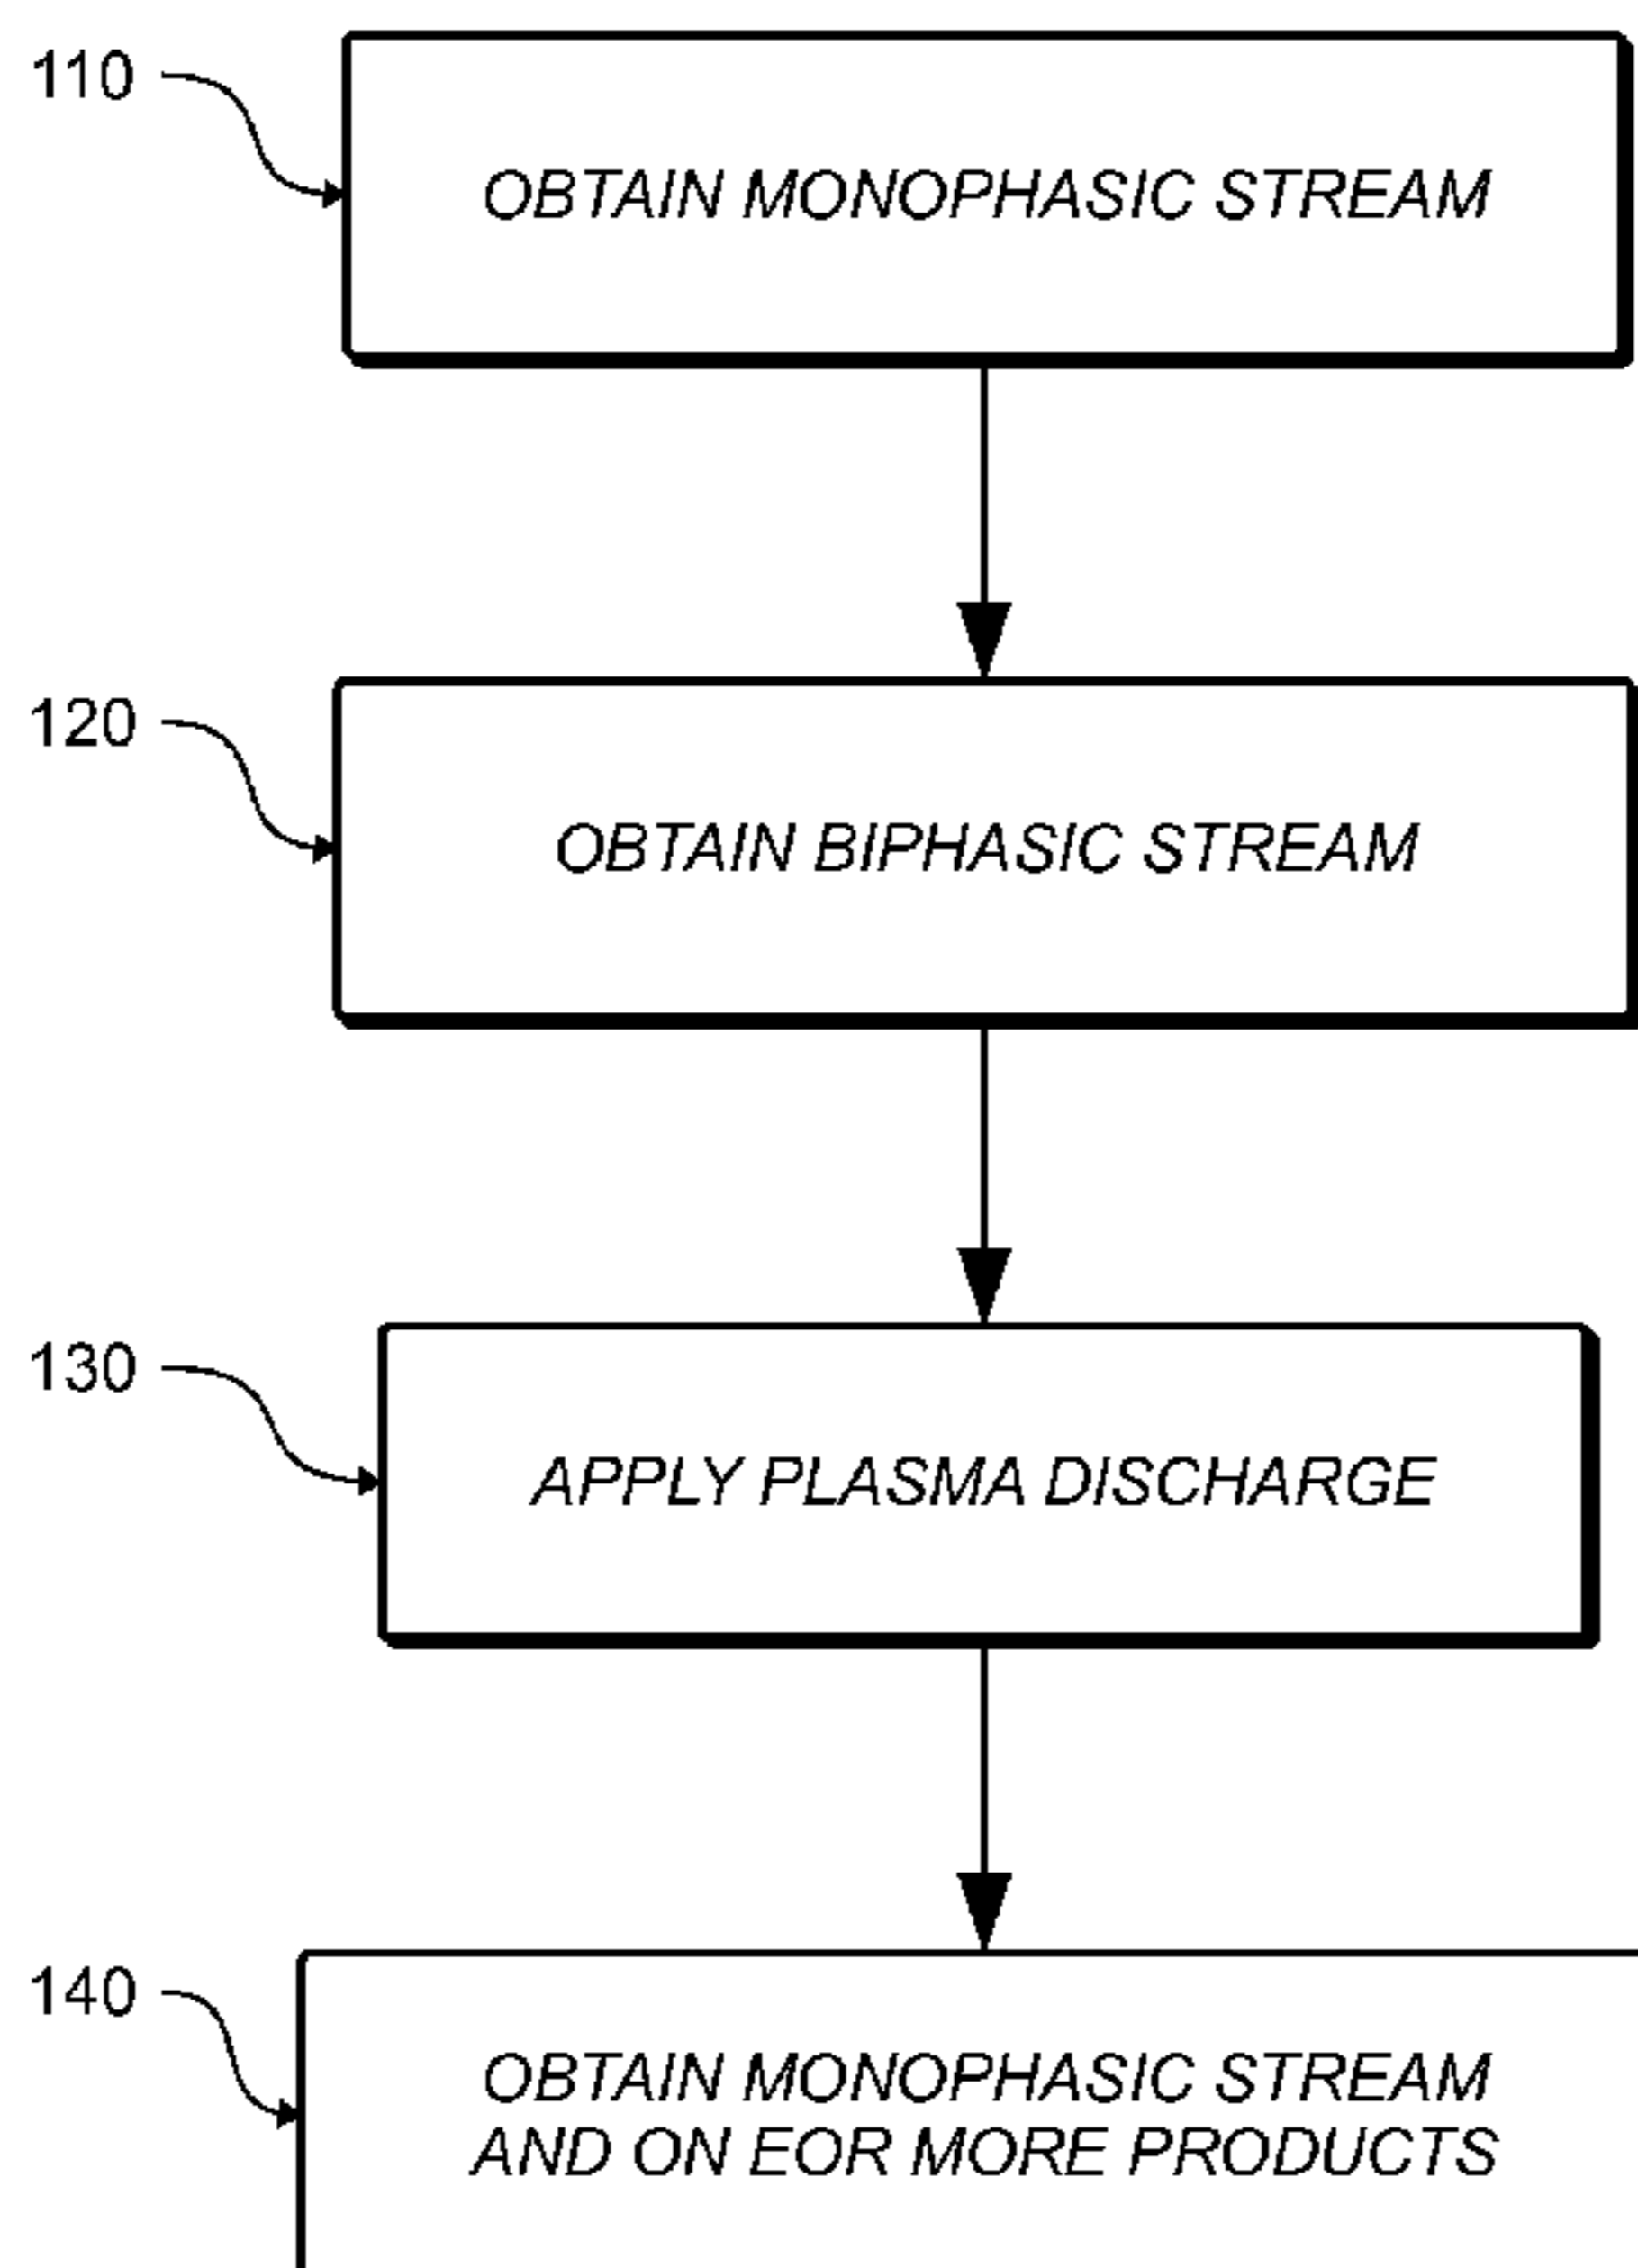 110
OBTAIN MONOPHASIC STREAM
120
OBTAIN BIPHASIC STREAM
130
APPLY PLASMA DISCHARGE
140
OBTAIN MONOPHASIC STREAM
AND ON EOR MORE PRODUCTS